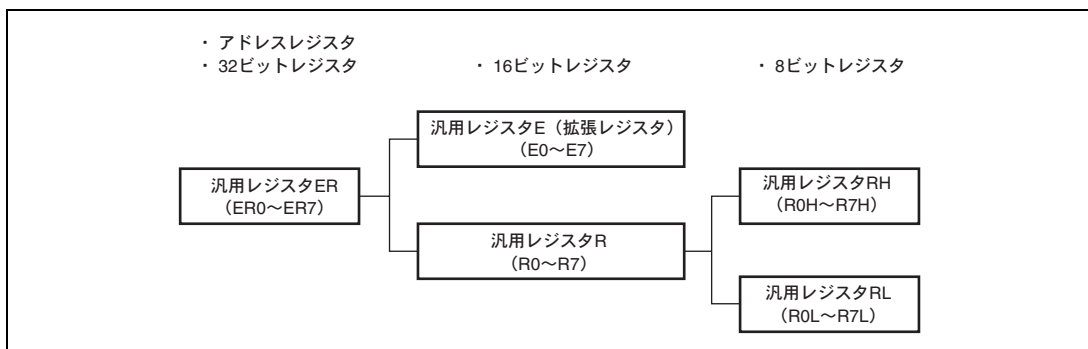 ・ アドレスレジスタ
・ 32ビットレジスタ
・ 16ビットレジスタ
・ 8ビットレジスタ
汎用レジスタER
（ER0～ER7）
汎用レジスタE（拡張レジスタ）
（E0～E7）
汎用レジスタR
（R0～R7）
汎用レジスタRH
（R0H～R7H）
汎用レジスタRL
（R0L～R7L）